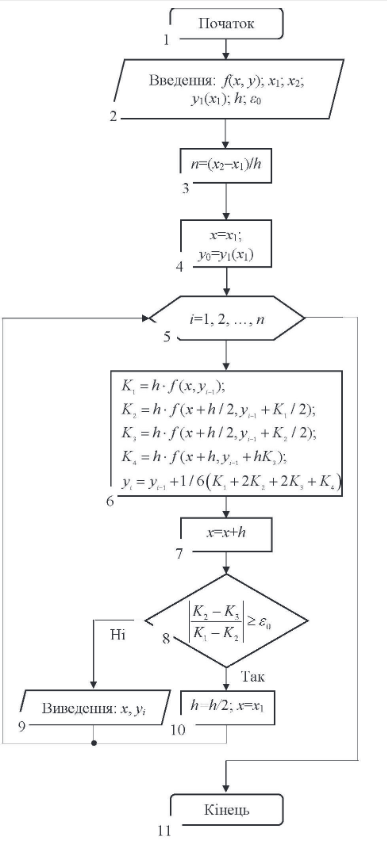 Початок
1
Введення: f(x, y); x₁; x₂;
y₁(x₁); h; ε₀
2
n=(x₂–x₁)/h
3
x=x₁;
y₀=y₁(x₁)
4
i=1, 2, ..., n
5
K₁ = h· f(x, yᵢ₋₁);
K₂ = h· f(x + h / 2, yᵢ₋₁ + K₁ / 2);
K₃ = h· f(x + h / 2, yᵢ₋₁ + K₂ / 2);
K₄ = h· f(x + h, yᵢ₋₁ + hK₃);
yᵢ = yᵢ₋₁ + 1/6(K₁ + 2K₂ + 2K₃ + K₄)
6
x=x+h
7
|(K₂ − K₃)/(K₁ − K₂)| ≥ ε₀
8
Ні
Так
Виведення: x, yᵢ
9
h=h/2; x=x₁
10
Кінець
11